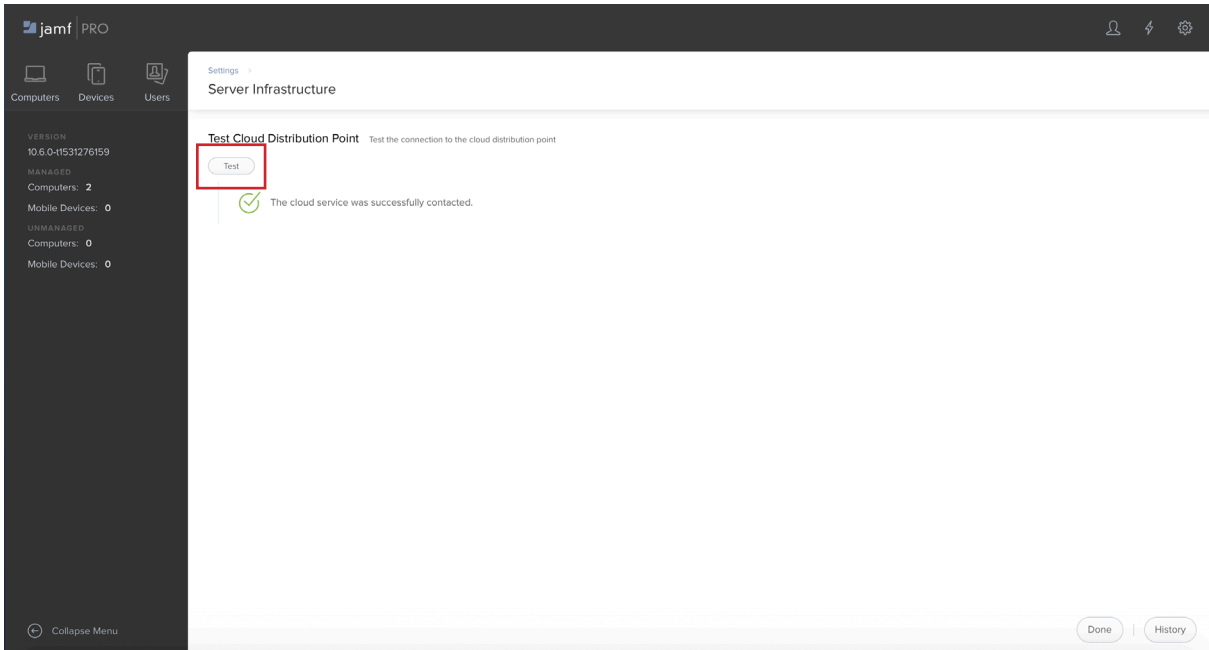 jamf PRO
Computers Devices Users
VERSION
10.6.0-t1531276159
MANAGED
Computers: 2
Mobile Devices: 0
UNMANAGED
Computers: 0
Mobile Devices: 0
Collapse Menu
Settings
Server Infrastructure
Test Cloud Distribution Point Test the connection to the cloud distribution point
Test
The cloud service was successfully contacted.
Done History